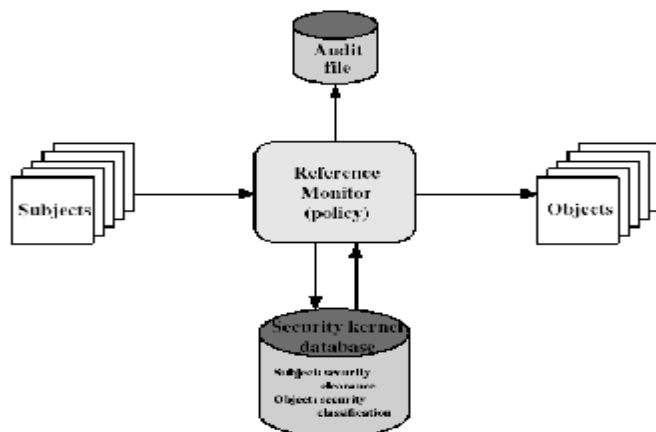 Audit
file
Reference
Monitor
(policy)
Subjects
Objects
Security kernel
database
Subject: security
clearance
Object: security
classification